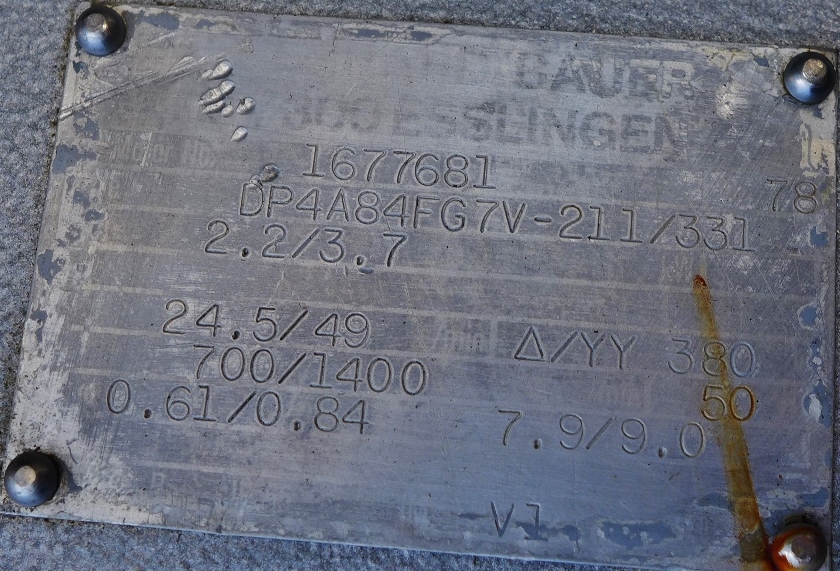 BAUER
ESSLINGEN
1677681 78
DP4A84FG7V-211/331
2.2/3.7
24.5/49 Δ/YY 380
700/1400 50
0.61/0.84 7.9/9.0
V1